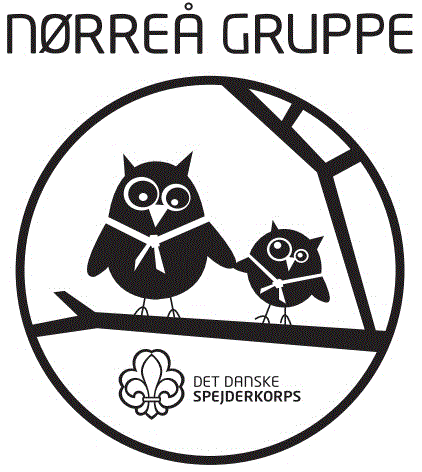 NØRREÅ GRUPPE
DET DANSKE
SPEJDERKORPS